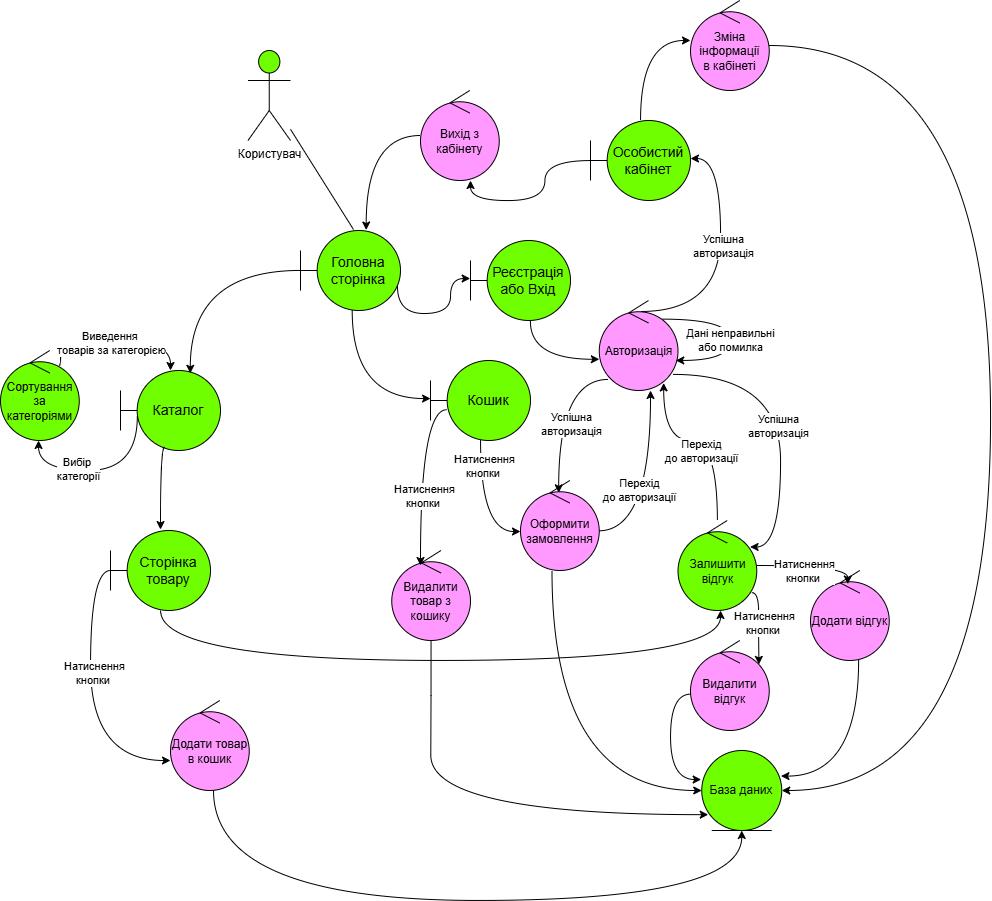 Зміна
інформації
в кабінеті
Вихід з
кабінету
Користувач
Особистий
кабінет
Успішна
авторизація
Головна
сторінка
Реєстрація
або Вхід
Виведення
товарів за категорією
Авторизація
Дані неправильні
або помилка
Сортування
за
категоріями
Каталог
Кошик
Успішна
авторизація
Успішна
авторизація
Перехід
до авторизації
Вибір
категорії
Натиснення
кнопки
Натиснення
кнопки
Перехід
до авторизації
Оформити
замовлення
Сторінка
товару
Залишити
відгук
Натиснення
кнопки
Видалити
товар з
кошику
Додати відгук
Натиснення
кнопки
Натиснення
кнопки
Видалити
відгук
Додати товар
в кошик
База даних